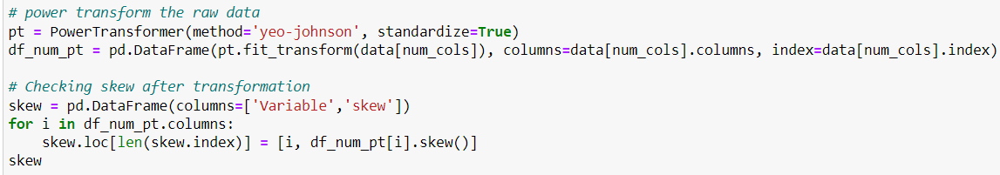 # power transform the raw data
pt = PowerTransformer(method='yeo-johnson', standardize=True)
df_num_pt = pd.DataFrame(pt.fit_transform(data[num_cols]), columns=data[num_cols].columns, index=data[num_cols].index)

# Checking skew after transformation
skew = pd.DataFrame(columns=['Variable','skew'])
for i in df_num_pt.columns:
    skew.loc[len(skew.index)] = [i, df_num_pt[i].skew()]
skew